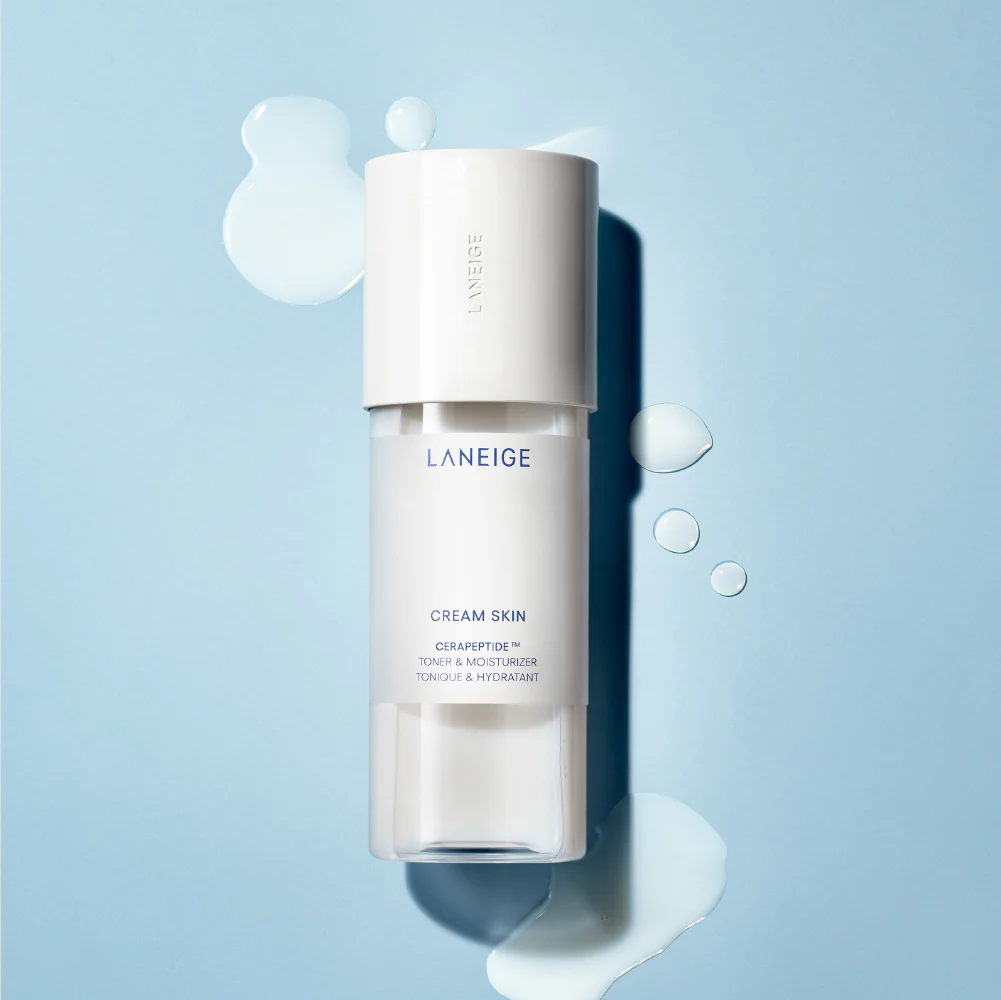 LANEIGE
LANEIGE
CREAM SKIN
CERAPEPTIDE™
TONER & MOISTURIZER
TONIQUE & HYDRATANT